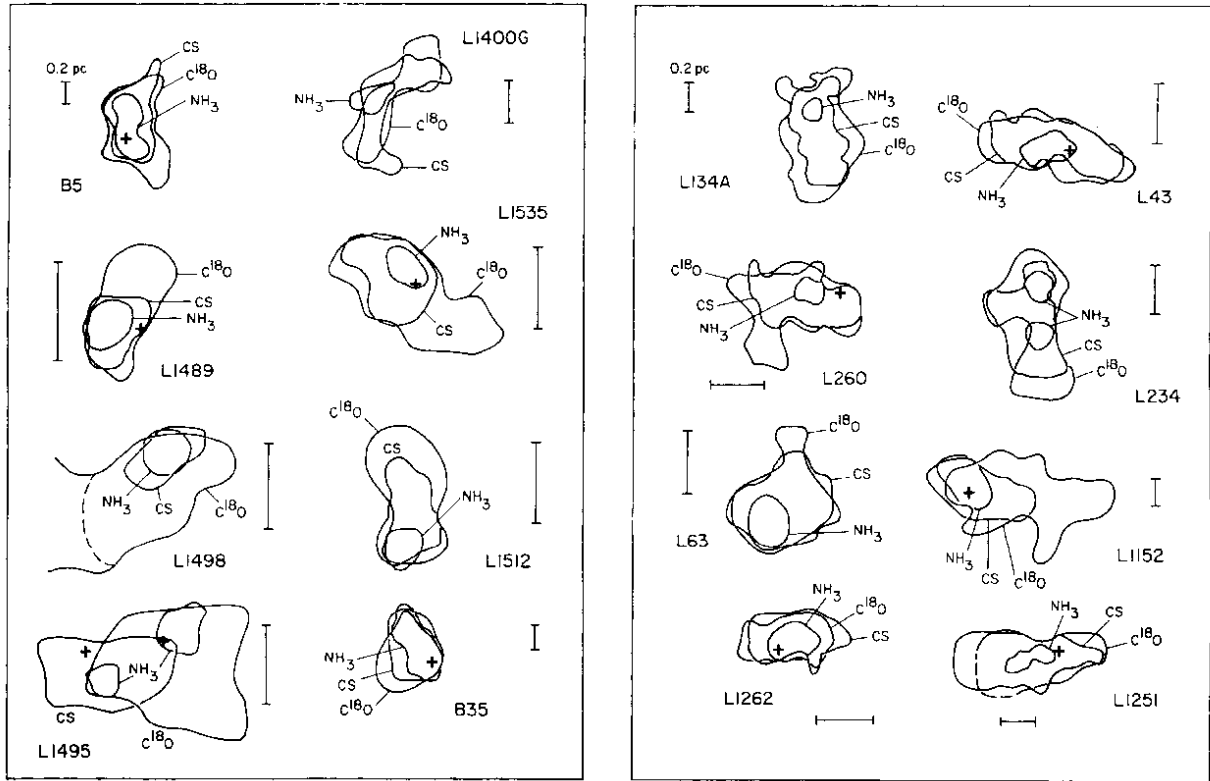 CS
L1400G
0.2 pc
C¹⁸O
NH₃
NH₃
C¹⁸O
CS
B5
L1535
NH₃
C¹⁸O
C¹⁸O
CS
NH₃
CS
L1489
C¹⁸O
CS
NH₃
NH₃
CS
C¹⁸O
L1498
L1512
NH₃
NH₃
CS
CS
C¹⁸O
C¹⁸O
B35
L1495
0.2 pc
NH₃
C¹⁸O
CS
C¹⁸O
CS
L134A
NH₃
L43
C¹⁸O
CS
NH₃
NH₃
CS
L260
C¹⁸O
L234
C¹⁸O
CS
L63
NH₃
NH₃
L1152
CS
C¹⁸O
NH₃
C¹⁸O
CS
NH₃
CS
C¹⁸O
L1262
L1251